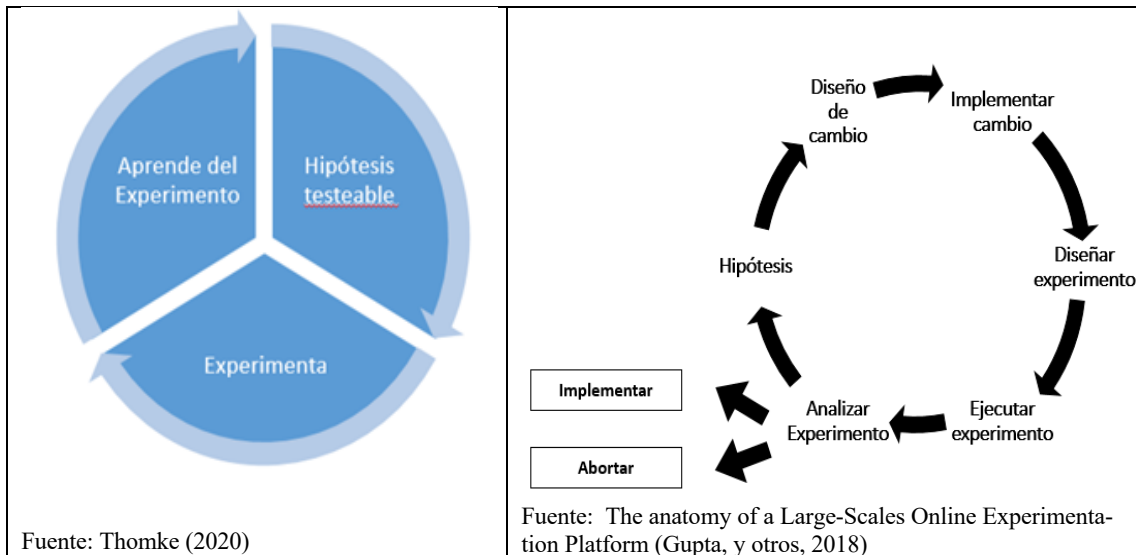 Aprende del
Experimento
Hipótesis
testeable
Experimenta
Fuente: Thomke (2020)
Diseño
de
cambio
Implementar
cambio
Diseñar
experimento
Ejecutar
experimento
Analizar
Experimento
Hipótesis
Implementar
Abortar
Fuente: The anatomy of a Large-Scales Online Experimenta-
tion Platform (Gupta, y otros, 2018)